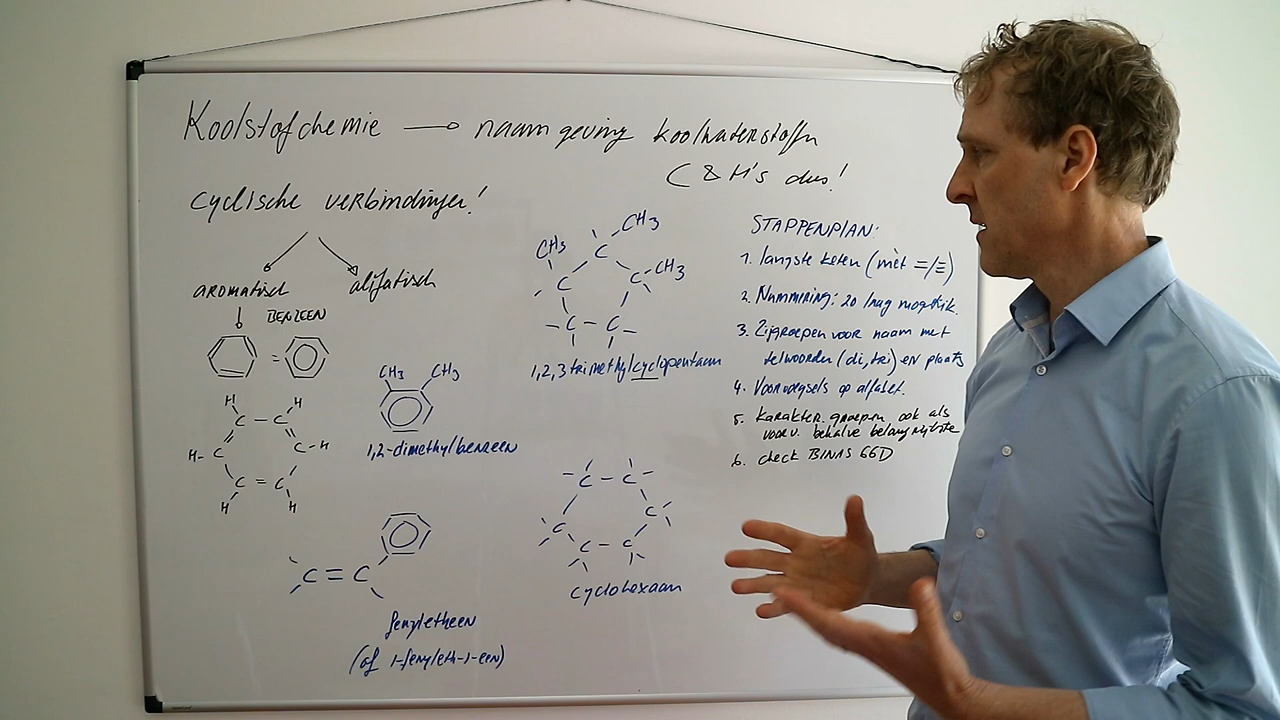 Koolstofchemie → naamgeving koolwaterstoffen
C & H's dus!
cyclische verbindingen!
aromatisch
alifatisch
BENZEEN
=
H H
C - C
H- C C -H
C = C
H H
CH3 CH3
1,2-dimethylbenzeen
C = C
fenyletheen
(of 1-fenyleth-1-een)
CH3
CH3 C
C C CH3
- C - C -
1,2,3 trimethylcyclopentaan
- C - C -
C C
C - C
cyclohexaan
STAPPENPLAN:
1. langste keten (mèt =/≡)
2. Nummering: zo laag mogelijk.
3. Zijgroepen voor naam met
telwoorden (di, tri) en plaats
4. Voorvoegsels op alfabet.
5. Karakter. groepen ook als
voorv. behalve belangrijkste
6. check BINAS 66D